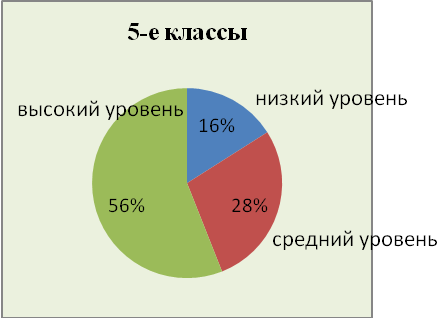 5-е классы
низкий уровень
высокий уровень
16%
56%
28%
средний уровень